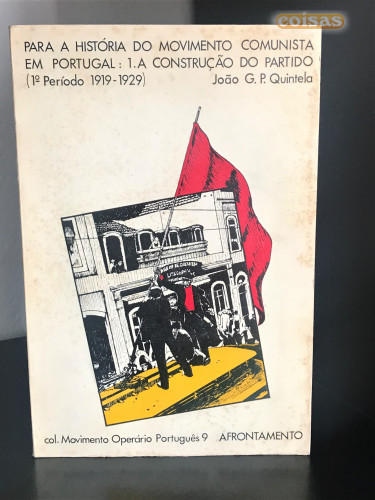 coisas
PARA A HISTÓRIA DO MOVIMENTO COMUNISTA
EM PORTUGAL: 1. A CONSTRUÇÃO DO PARTIDO
(1º Período 1919-1929) João G. P. Quintela
col. Movimento Operário Português 9 AFRONTAMENTO